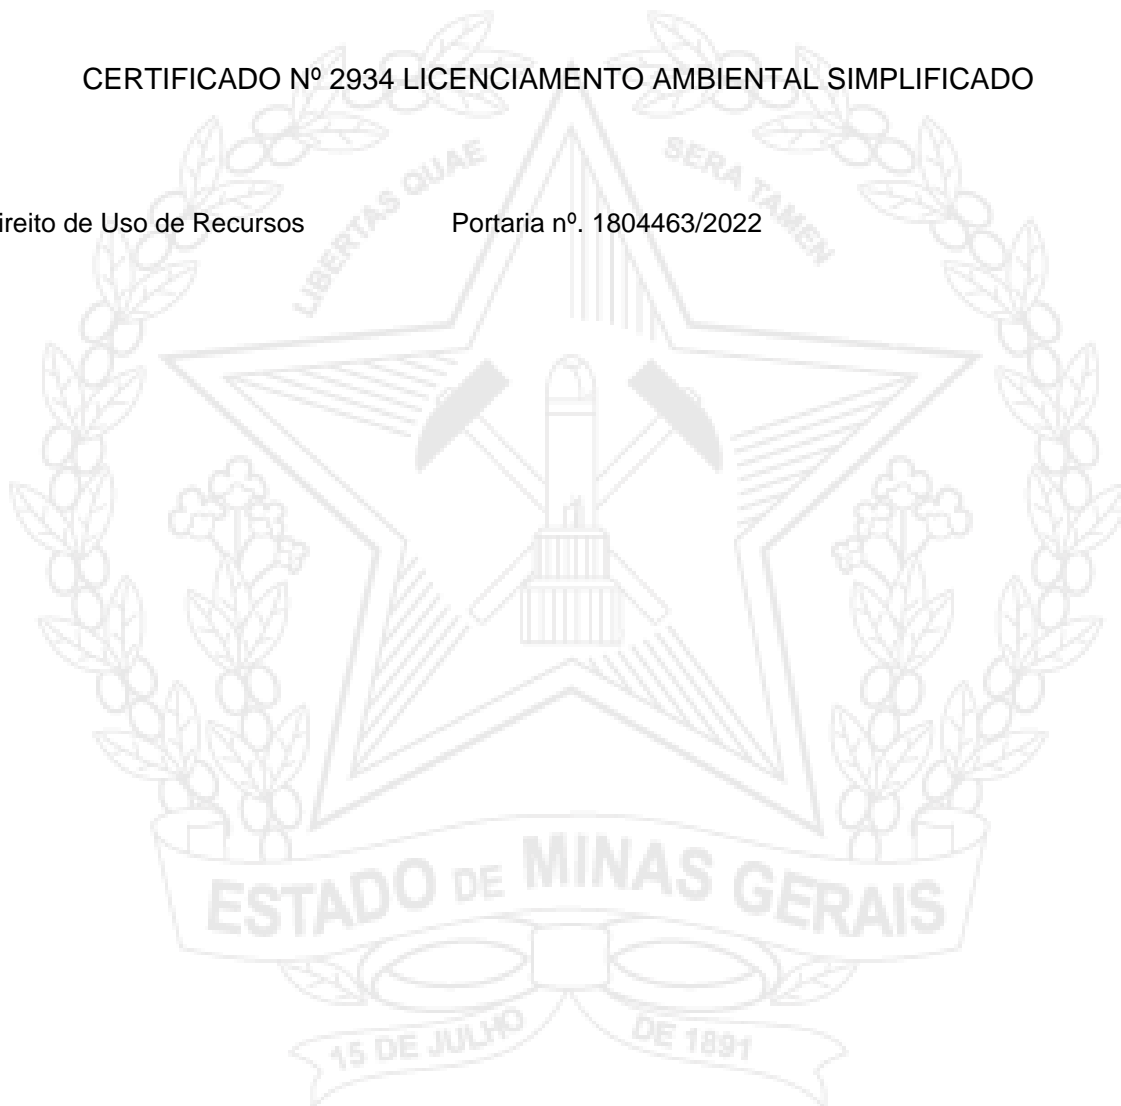 CERTIFICADO Nº 2934 LICENCIAMENTO AMBIENTAL SIMPLIFICADO
LIBERTAS QUAE SERA TAMEN
ireito de Uso de Recursos Portaria nº. 1804463/2022
ESTADO DE MINAS GERAIS
15 DE JULHO DE 1891